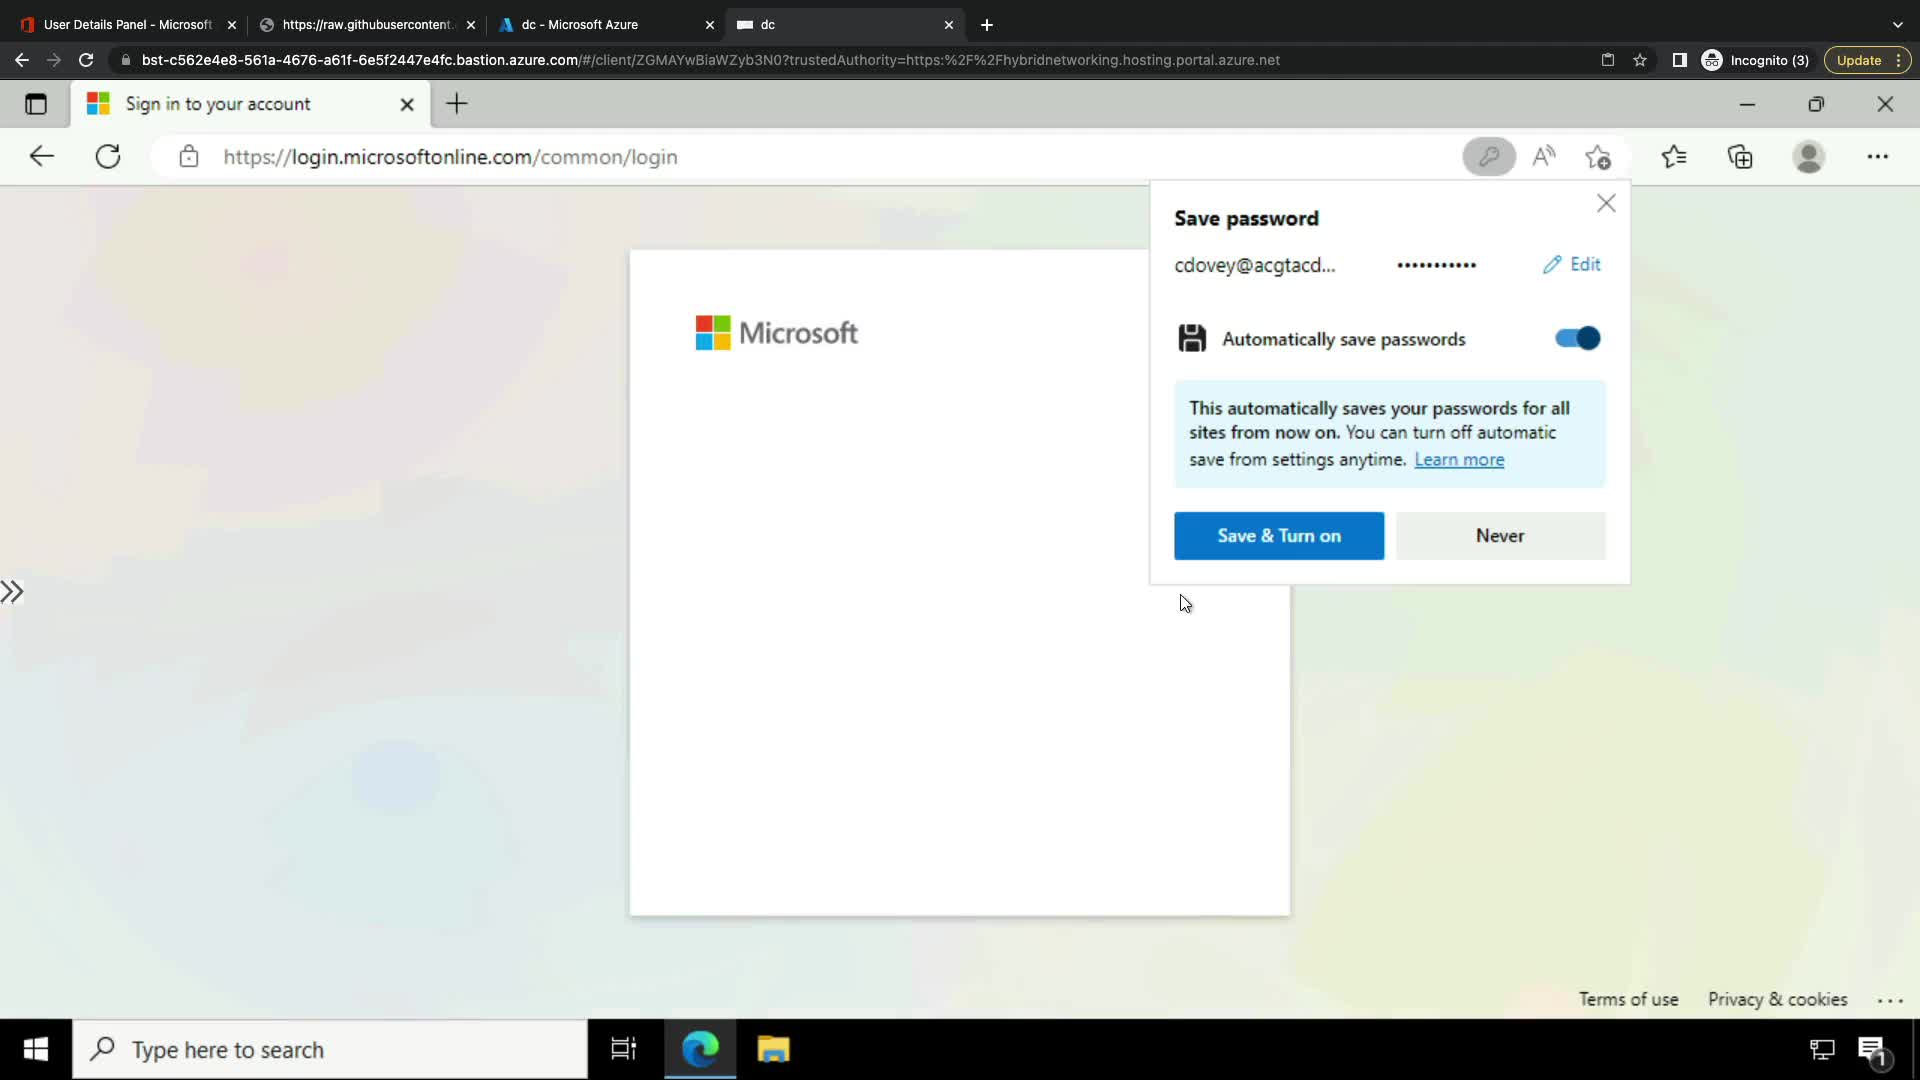 User Details Panel - Microsoft
https://raw.githubusercontent.
dc - Microsoft Azure
dc
bst-c562e4e8-561a-4676-a61f-6e5f2447e4fc.bastion.azure.com/#/client/ZGMAYwBiaWZyb3N0?trustedAuthority=https:%2F%2Fhybridnetworking.hosting.portal.azure.net
Incognito (3)
Update
Sign in to your account
https://login.microsoftonline.com/common/login
Save password
cdovey@acgtacd... •••••••••••
Edit
Automatically save passwords
This automatically saves your passwords for all
sites from now on. You can turn off automatic
save from settings anytime. Learn more
Save & Turn on
Never
Microsoft
Terms of use
Privacy & cookies
...
Type here to search
1